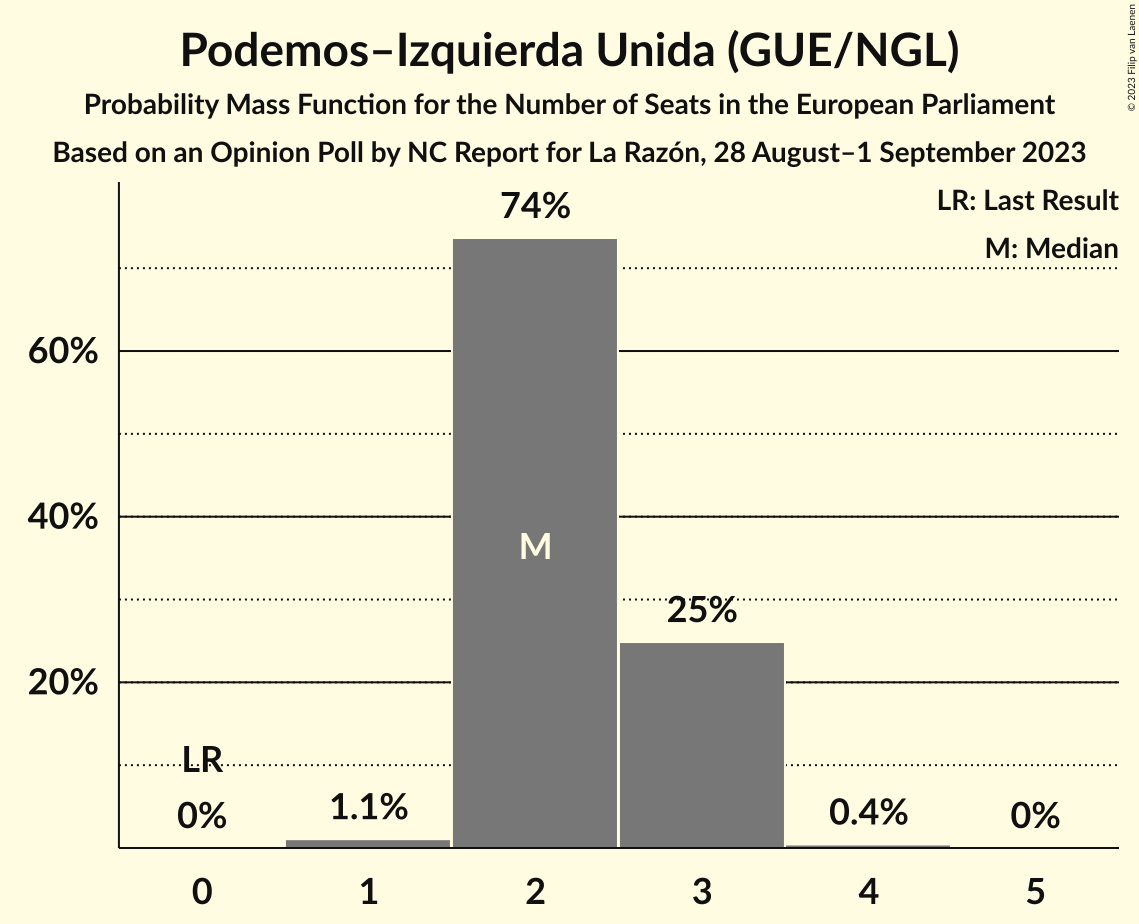 Podemos–Izquierda Unida (GUE/NGL)
Probability Mass Function for the Number of Seats in the European Parliament
Based on an Opinion Poll by NC Report for La Razón, 28 August–1 September 2023
© 2023 Filip van Laenen
LR: Last Result
M: Median
74%
60%
40%
M
25%
20%
LR
0%
1.1%
0.4%
0%
0 1 2 3 4 5